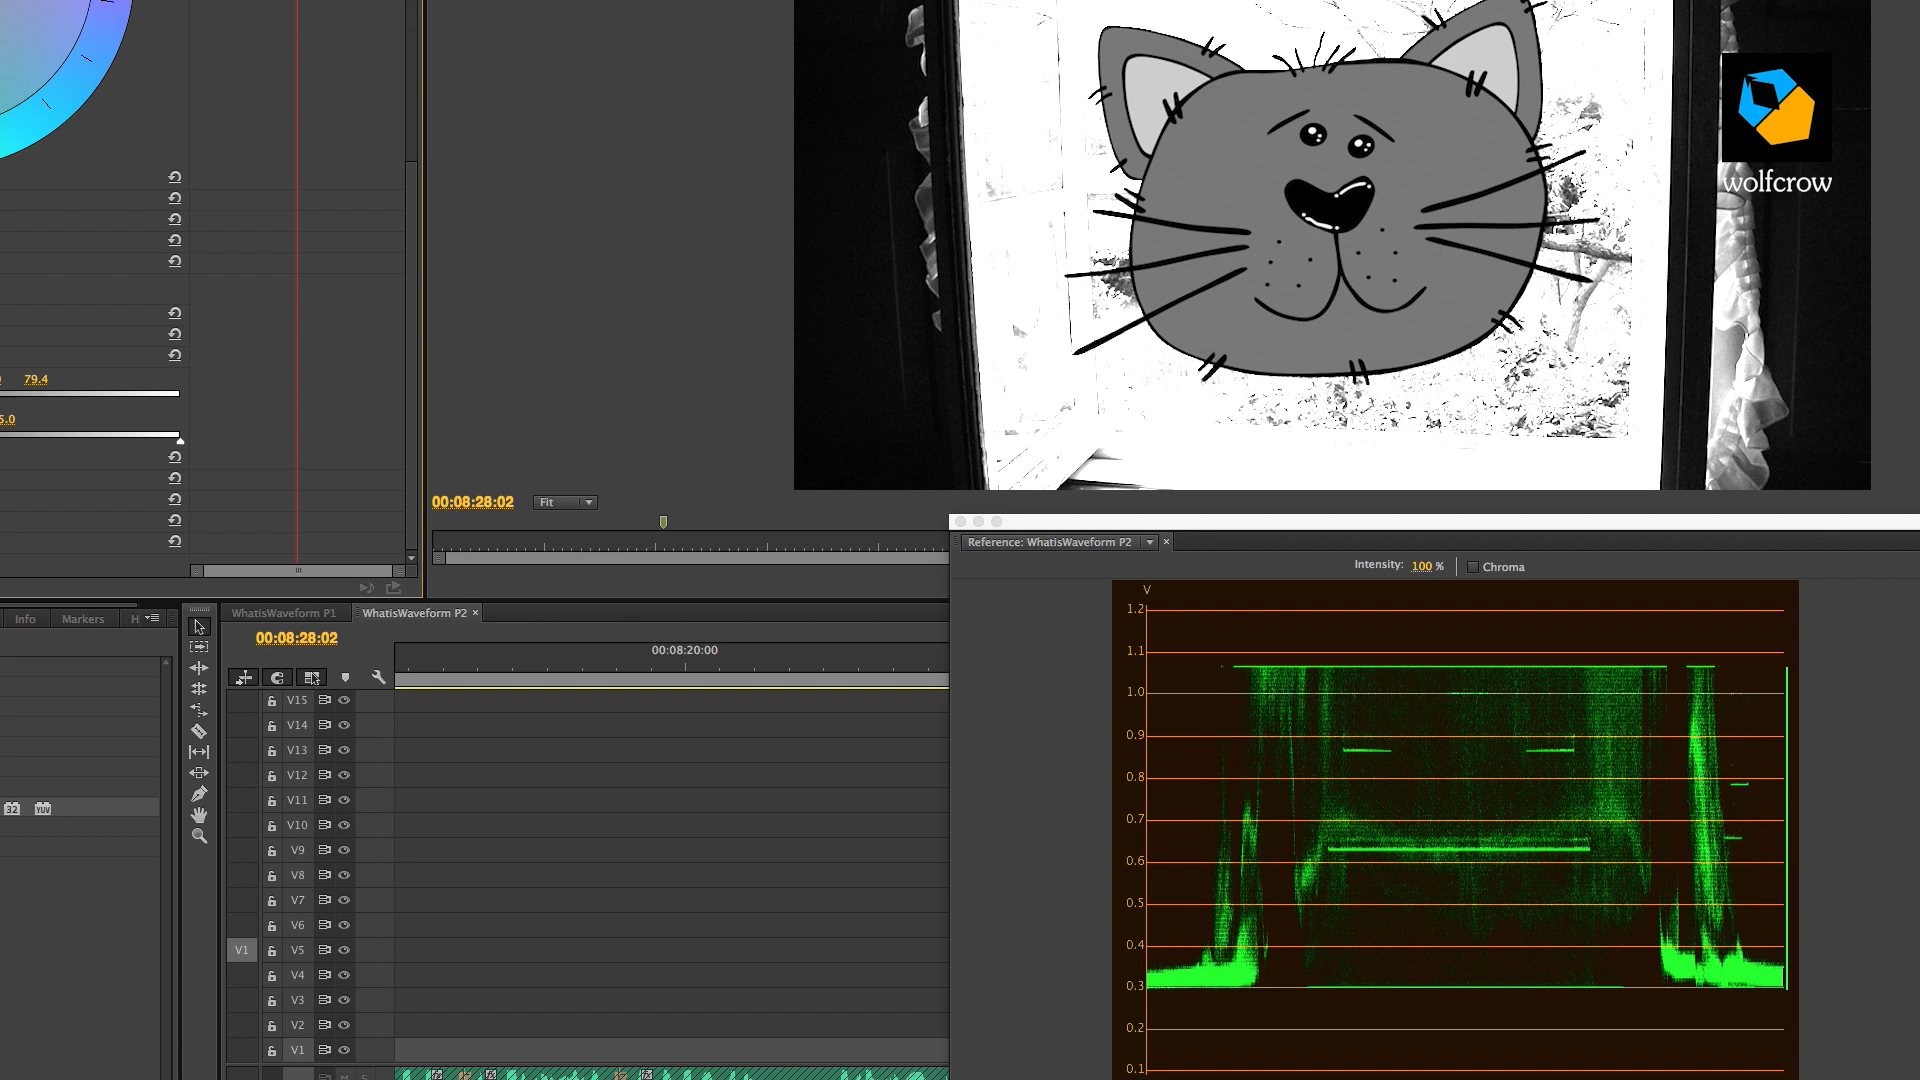 wolfcrow
79.4
5.0
00:08:28:02
Fit
Reference: WhatisWaveform P2
Intensity: 100 %
Chroma
V
1.2
1.1
1.0
0.9
0.8
0.7
0.6
0.5
0.4
0.3
0.2
0.1
Info
Markers
H
WhatisWaveform P1
WhatisWaveform P2
00:08:28:02
00:08:20:00
V15
V14
V13
V12
V11
V10
V9
V8
V7
V6
V1
V5
V4
V3
V2
V1
32
YUV